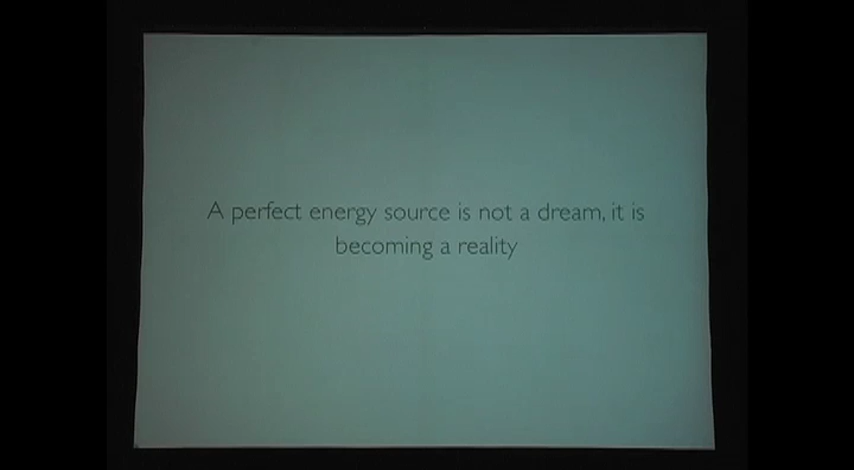 A perfect energy source is not a dream, it is
becoming a reality